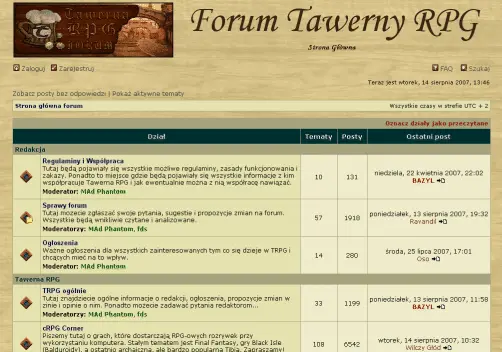 Tawerna
RPG
FORUM
Forum Tawerny RPG
Strona Główna
Zaloguj Zarejestruj
FAQ Szukaj
Teraz jest wtorek, 14 sierpnia 2007, 13:46
Zobacz posty bez odpowiedzi | Pokaż aktywne tematy
Strona główna forum
Wszystkie czasy w strefie UTC + 2
Oznacz działy jako przeczytane
Dział Tematy Posty Ostatni post
Redakcja
Regulaminy i Współpraca
Tutaj będą pojawiały się wszystkie możliwe regulaminy, zasady funkcjonowania i
zakazy. Ponadto to miejsce gdzie będą pojawiały się wszystkie informacje z kim
współpracuje Tawerna RPG i jak ewentualnie można z nią współpracę nawiązać.
Moderator: MAd Phantom
10 131 niedziela, 22 kwietnia 2007, 22:02
BAZYL
Sprawy forum
Tutaj możecie zgłaszać swoje pytania, sugestie i propozycje zmian na forum.
Wszystkie będą wnikliwie czytane i analizowane.
Moderatorzy: MAd Phantom, fds
57 1918 poniedziałek, 13 sierpnia 2007, 19:32
Ravandil
Ogłoszenia
Ważne ogłoszenia dla wszystkich zainteresowanych tym co się dzieje w TRPG i
chcących mieć na to wpływ.
Moderator: MAd Phantom
14 280 środa, 25 lipca 2007, 17:01
Oso
Tawerna RPG
TRPG ogólnie
Tutaj znajdziecie ogólne informacje o redakcji, ogłoszenia, propozycje zmian w
żnie i opinie o nim. Ponadto możecie zadawać pytania redaktorom...
Moderatorzy: MAd Phantom, fds
33 1199 poniedziałek, 13 sierpnia 2007, 11:58
BAZYL
cRPG Corner
Piszemy tutaj o grach, które dostarczają RPG-owych rozrywek przy
wykorzystaniu komputera. Stałym tematem jest Final Fantasy, gry Black Isle
(Balduroidy), a ostatnio archaiczna, ale bardzo popularna Tibia. Zapraszamy!
108 6542 wtorek, 14 sierpnia 2007, 10:32
Wilczy Głód